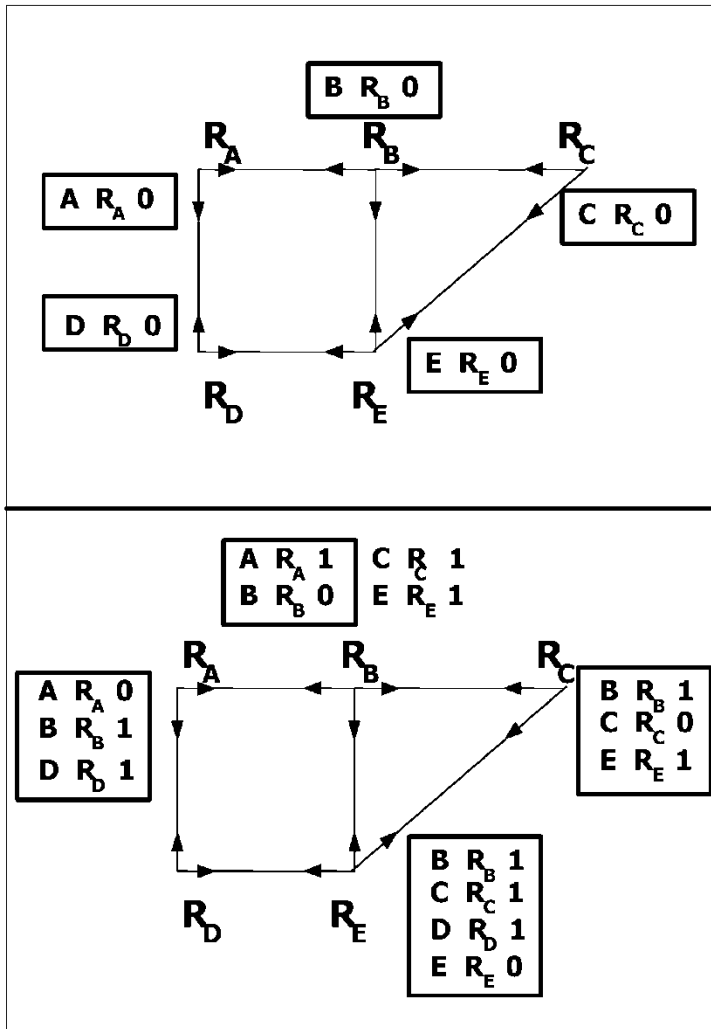 B R_B 0
R_A R_B R_C
A R_A 0
C R_C 0
D R_D 0
E R_E 0
R_D R_E
A R_A 1 C R_C 1
B R_B 0 E R_E 1
R_A R_B R_C
A R_A 0
B R_B 1
D R_D 1
B R_B 1
C R_C 0
E R_E 1
R_D R_E
B R_B 1
C R_C 1
D R_D 1
E R_E 0